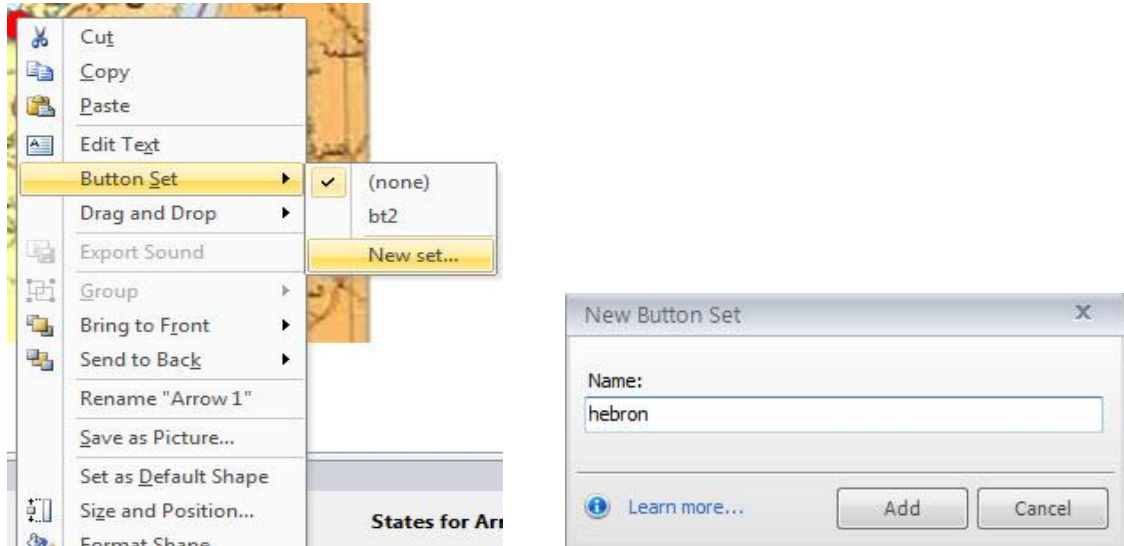 Cut
Copy
Paste
Edit Text
Button Set
Drag and Drop
Export Sound
Group
Bring to Front
Send to Back
Rename "Arrow 1"
Save as Picture...
Set as Default Shape
Size and Position...
Format Shape
(none)
bt2
New set...
States for Arr
New Button Set
x
Name:
hebron
Learn more...
Add
Cancel